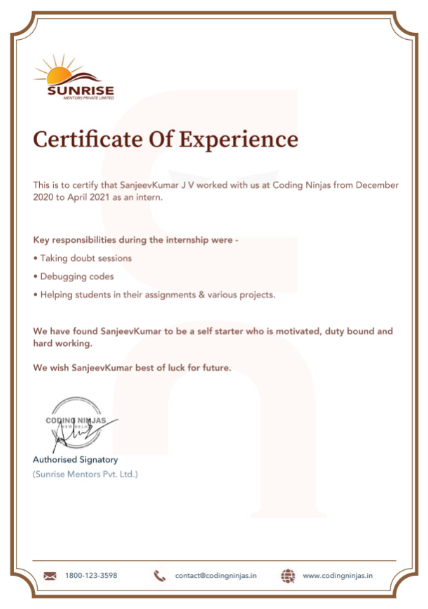 SUNRISE
MENTORS PRIVATE LIMITED
Certificate Of Experience
This is to certify that SanjeevKumar J V worked with us at Coding Ninjas from December
2020 to April 2021 as an intern.
Key responsibilities during the internship were -
• Taking doubt sessions
• Debugging codes
• Helping students in their assignments & various projects.
We have found SanjeevKumar to be a self starter who is motivated, duty bound and
hard working.
We wish SanjeevKumar best of luck for future.
CODING NINJAS
NEW DELHI
Authorised Signatory
(Sunrise Mentors Pvt. Ltd.)
1800-123-3598
contact@codingninjas.in
www.codingninjas.in